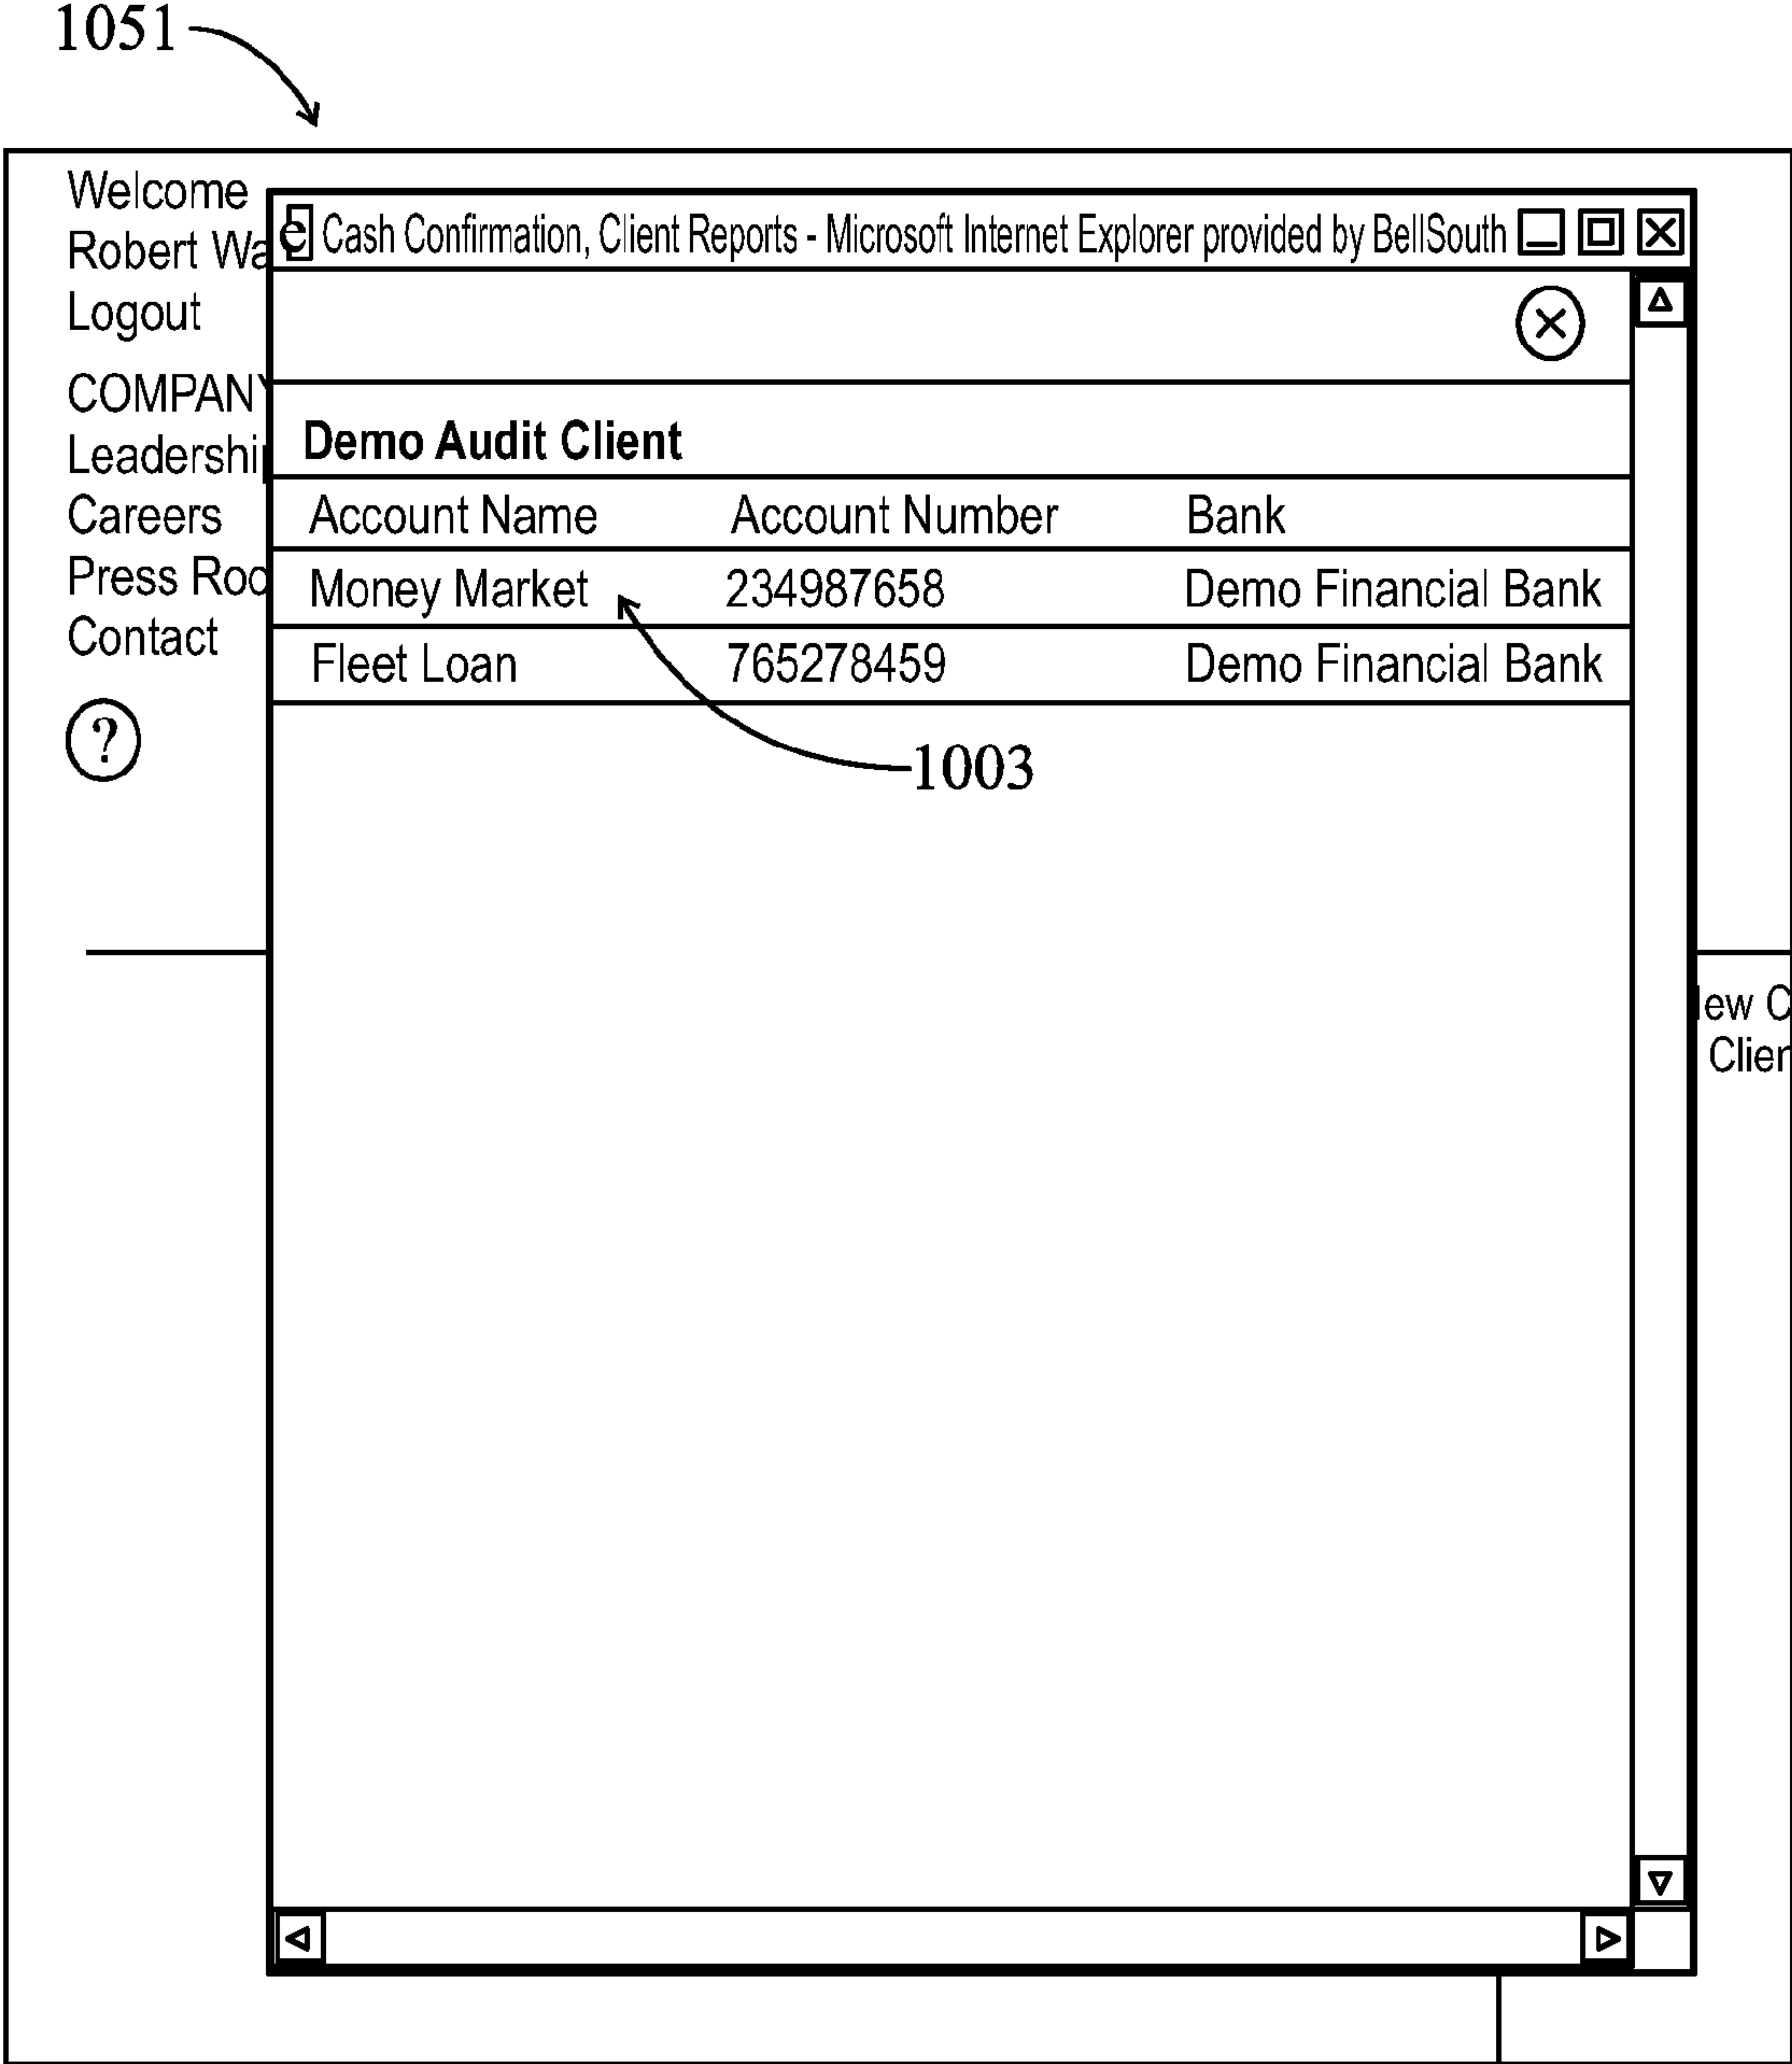 1051
Welcome
Robert Wa
Logout
COMPANY
Leadership
Careers
Press Roo
Contact
?
e Cash Confirmation, Client Reports - Microsoft Internet Explorer provided by BellSouth
Demo Audit Client
Account Name Account Number Bank
Money Market 234987658 Demo Financial Bank
Fleet Loan 765278459 Demo Financial Bank
1003
ew C
Clien